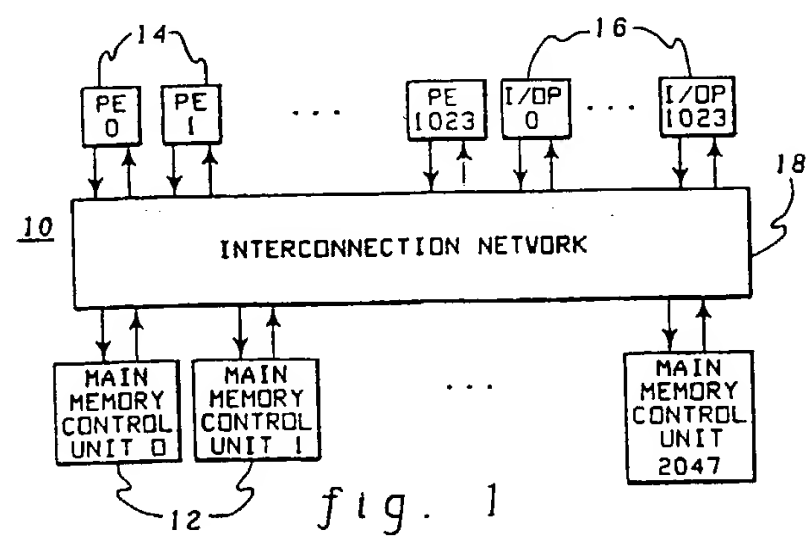 14
16
PE 0
PE 1
...
PE 1023
I/OP 0
...
I/OP 1023
18
10
INTERCONNECTION NETWORK
MAIN MEMORY CONTROL UNIT 0
MAIN MEMORY CONTROL UNIT 1
...
MAIN MEMORY CONTROL UNIT 2047
12
fig. 1